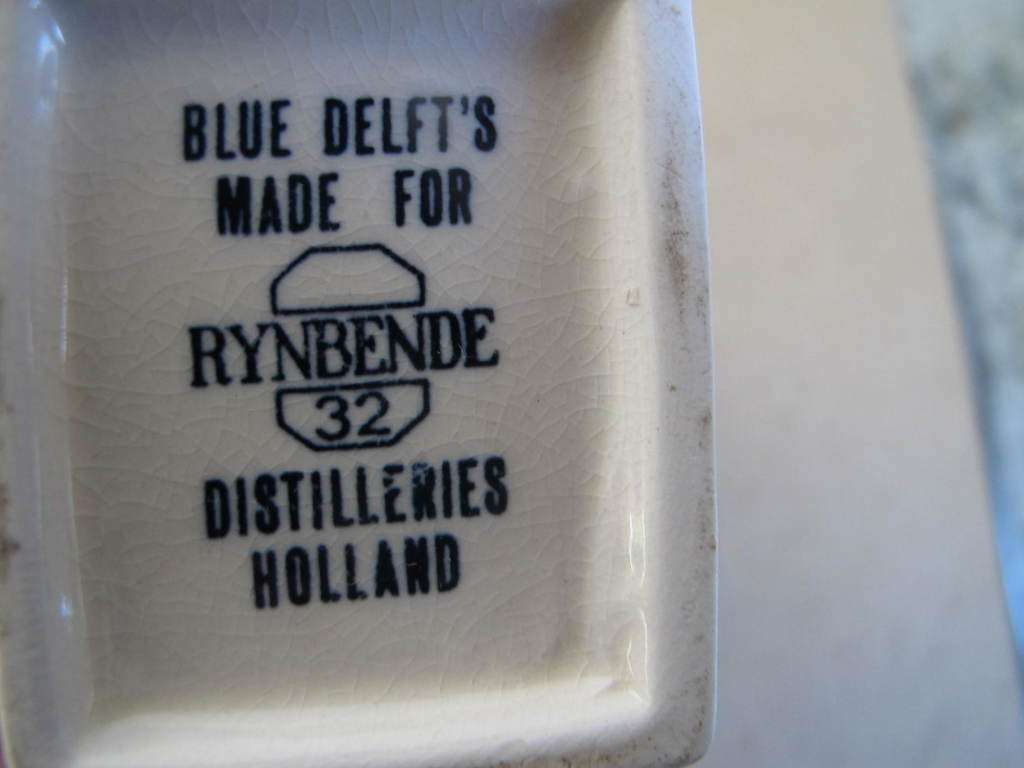 BLUE DELFT'S
MADE FOR
RYNBENDE
32
DISTILLERIES
HOLLAND